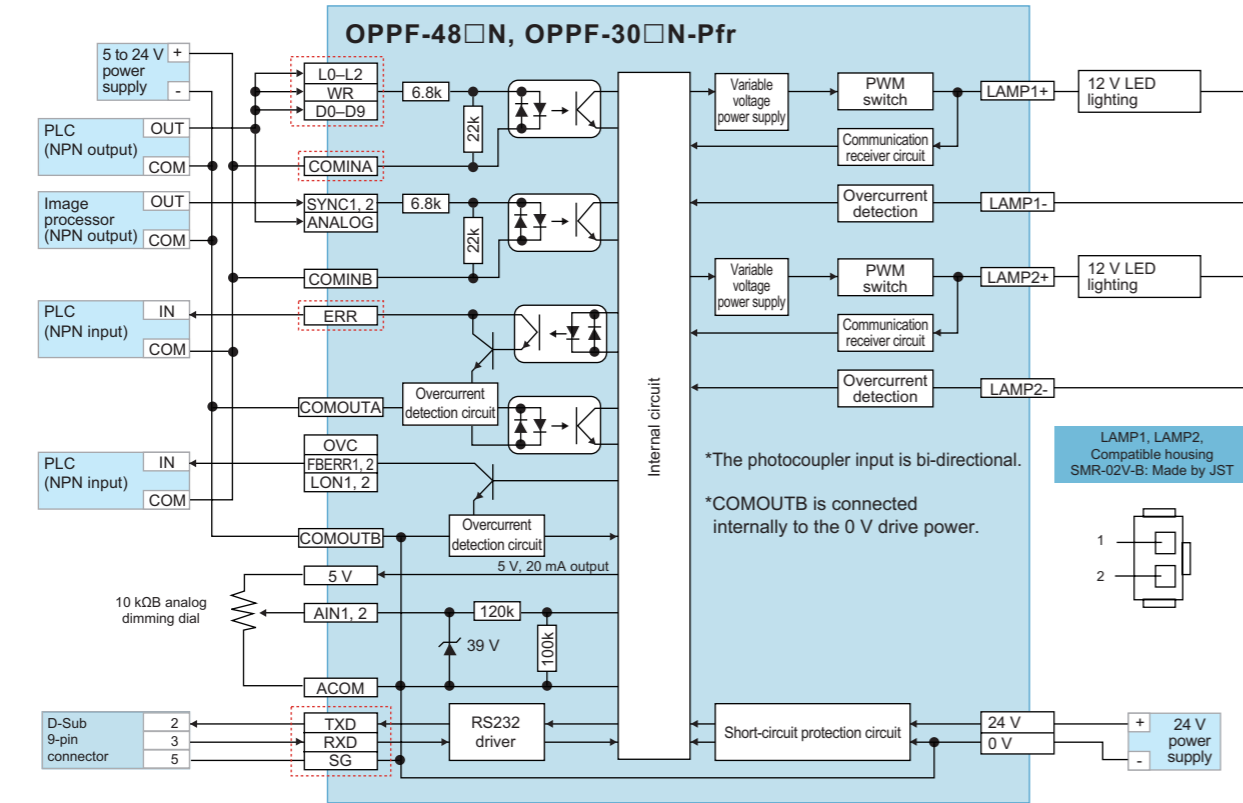 OPPF-48□N, OPPF-30□N-Pfr
5 to 24 V
power
supply
+
-
PLC
(NPN output)
OUT
COM
Image
processor
(NPN output)
OUT
COM
PLC
(NPN input)
IN
COM
PLC
(NPN input)
IN
COM
10 kΩB analog
dimming dial
D-Sub
9-pin
connector
2
3
5
L0–L2
WR
D0–D9
6.8k
22k
COMINA
SYNC1, 2
ANALOG
6.8k
22k
COMINB
ERR
Overcurrent
detection circuit
COMOUTA
OVC
FBERR1, 2
LON1, 2
Overcurrent
detection circuit
COMOUTB
5 V
5 V, 20 mA output
AIN1, 2
120k
39 V
100k
ACOM
TXD
RXD
SG
RS232
driver
Internal circuit
Variable
voltage
power supply
PWM
switch
LAMP1+
12 V LED
lighting
Communication
receiver circuit
Overcurrent
detection
LAMP1-
Variable
voltage
power supply
PWM
switch
LAMP2+
12 V LED
lighting
Communication
receiver circuit
Overcurrent
detection
LAMP2-
*The photocoupler input is bi-directional.
*COMOUTB is connected
internally to the 0 V drive power.
LAMP1, LAMP2,
Compatible housing
SMR-02V-B: Made by JST
1
2
Short-circuit protection circuit
24 V
0 V
+
-
24 V
power
supply